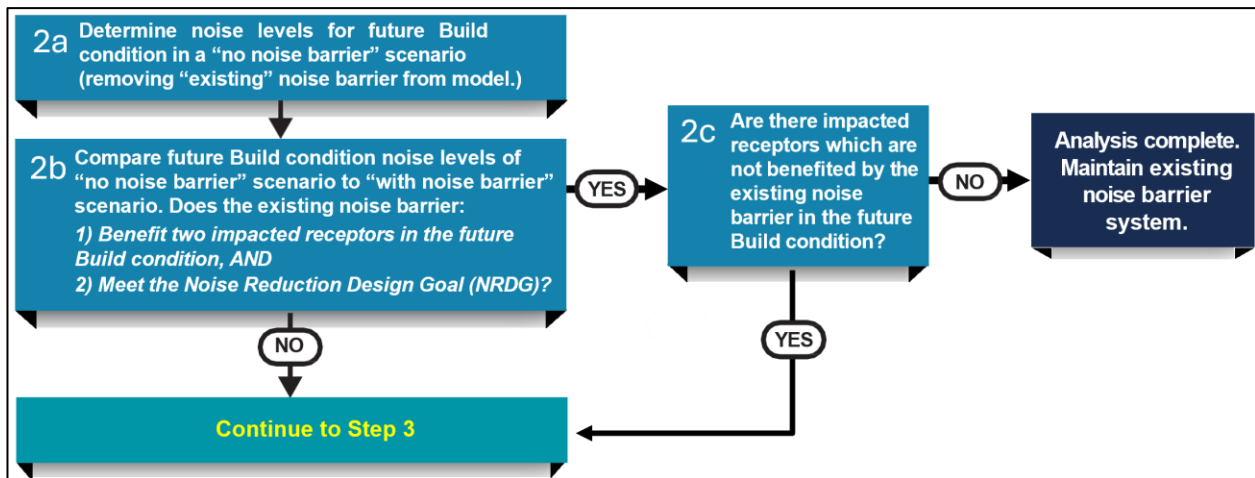 2a Determine noise levels for future Build
condition in a “no noise barrier” scenario
(removing “existing” noise barrier from model.)
2b Compare future Build condition noise levels of
“no noise barrier” scenario to “with noise barrier”
scenario. Does the existing noise barrier:
1) Benefit two impacted receptors in the future
Build condition, AND
2) Meet the Noise Reduction Design Goal (NRDG)?
YES
2c Are there impacted
receptors which are
not benefited by the
existing noise
barrier in the future
Build condition?
NO
Analysis complete.
Maintain existing
noise barrier
system.
NO
YES
Continue to Step 3